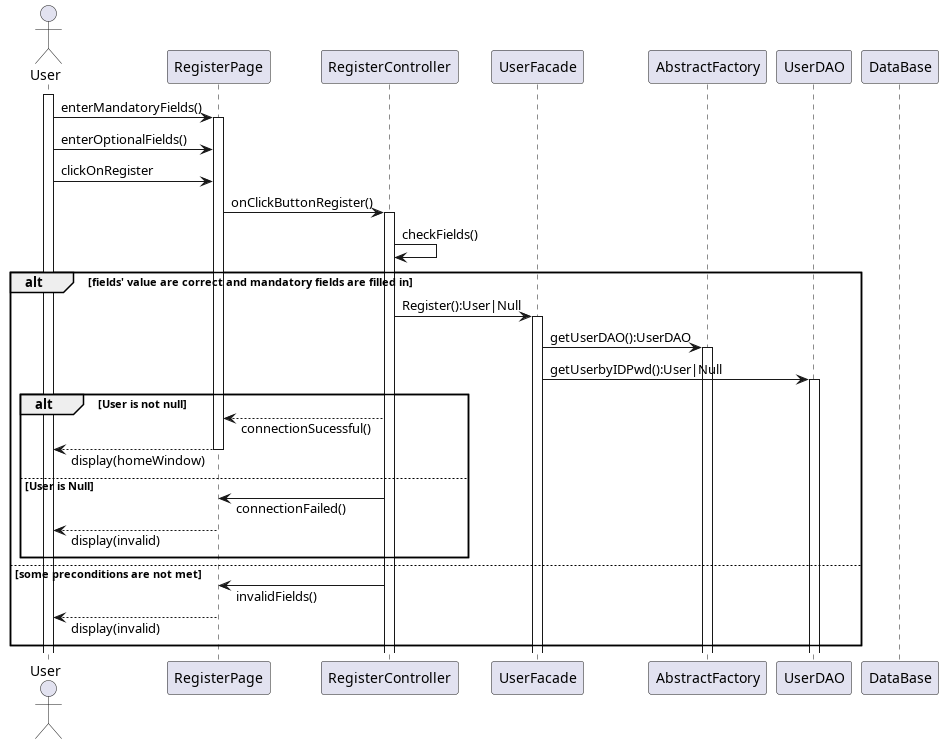 User
RegisterPage
RegisterController
UserFacade
AbstractFactory
UserDAO
DataBase
enterMandatoryFields()
enterOptionalFields()
clickOnRegister
onClickButtonRegister()
checkFields()
alt
[fields' value are correct and mandatory fields are filled in]
Register():User|Null
getUserDAO():UserDAO
getUserbyIDPwd():User|Null
alt
[User is not null]
connectionSucessful()
display(homeWindow)
[User is Null]
connectionFailed()
display(invalid)
[some preconditions are not met]
invalidFields()
display(invalid)
User
RegisterPage
RegisterController
UserFacade
AbstractFactory
UserDAO
DataBase